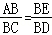 AB/BC = BE/BD